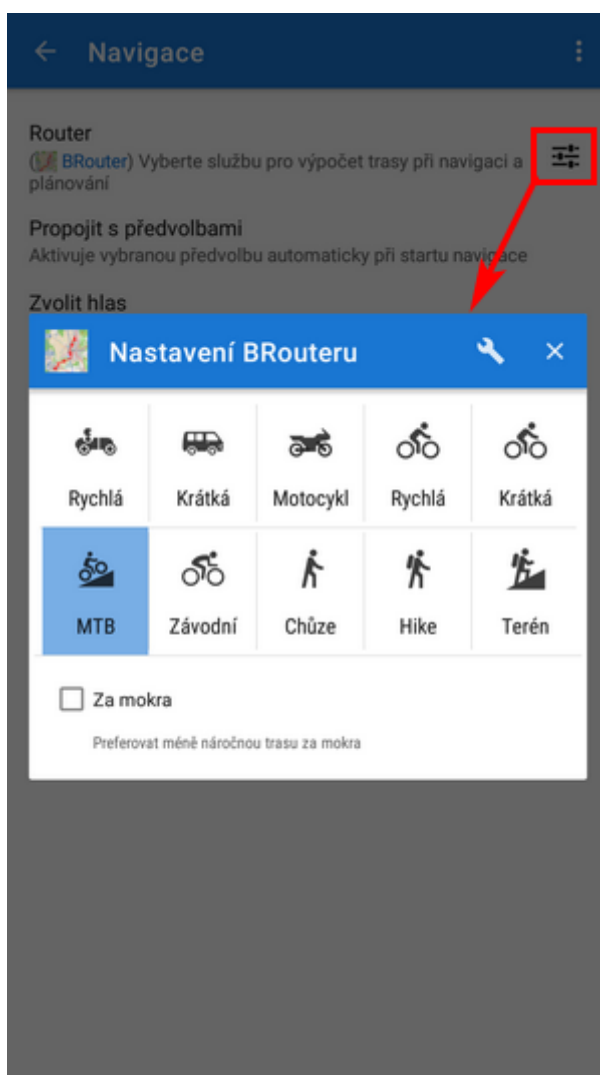 Navigace
Router
(BRouter) Vyberte službu pro výpočet trasy při navigaci a
plánování
Propojit s předvolbami
Aktivuje vybranou předvolbu automaticky při startu navigace
Zvolit hlas
Nastavení BRouteru
Rychlá Krátká Motocykl Rychlá Krátká
MTB Závodní Chůze Hike Terén
Za mokra
Preferovat méně náročnou trasu za mokra